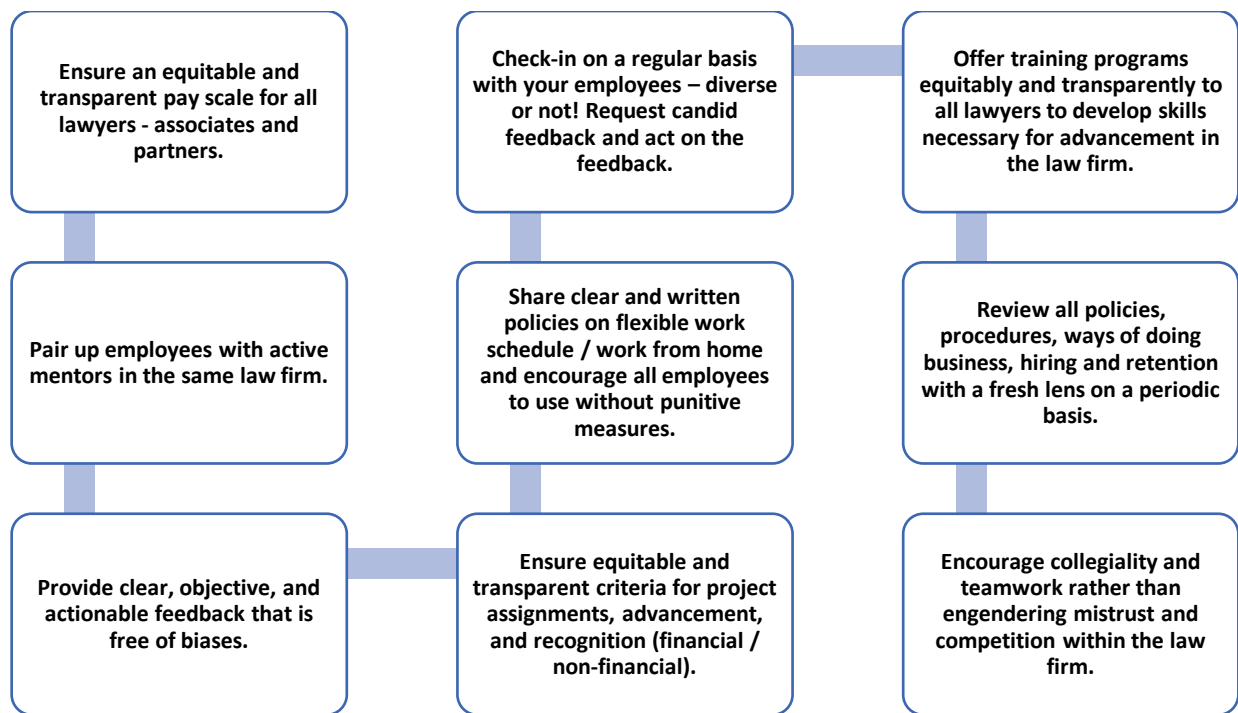 Ensure an equitable and
transparent pay scale for all
lawyers - associates and
partners.
Pair up employees with active
mentors in the same law firm.
Provide clear, objective, and
actionable feedback that is
free of biases.
Ensure equitable and
transparent criteria for project
assignments, advancement,
and recognition (financial /
non-financial).
Share clear and written
policies on flexible work
schedule / work from home
and encourage all employees
to use without punitive
measures.
Check-in on a regular basis
with your employees – diverse
or not! Request candid
feedback and act on the
feedback.
Offer training programs
equitably and transparently to
all lawyers to develop skills
necessary for advancement in
the law firm.
Review all policies,
procedures, ways of doing
business, hiring and retention
with a fresh lens on a periodic
basis.
Encourage collegiality and
teamwork rather than
engendering mistrust and
competition within the law
firm.